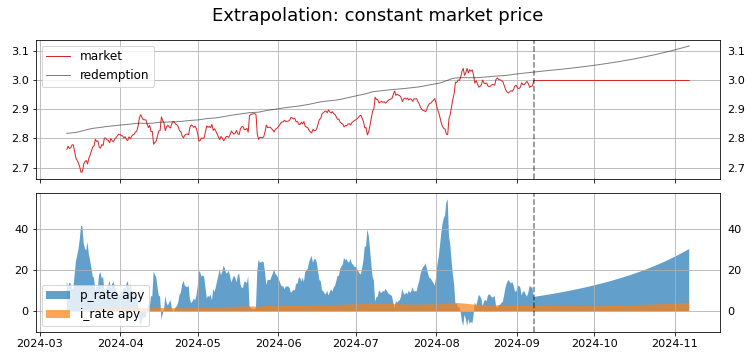 Extrapolation: constant market price
3.1
3.0
2.9
2.8
2.7
market
redemption
3.1
3.0
2.9
2.8
2.7
40
20
0
p_rate apy
i_rate apy
40
20
0
2024-03 2024-04 2024-05 2024-06 2024-07 2024-08 2024-09 2024-10 2024-11